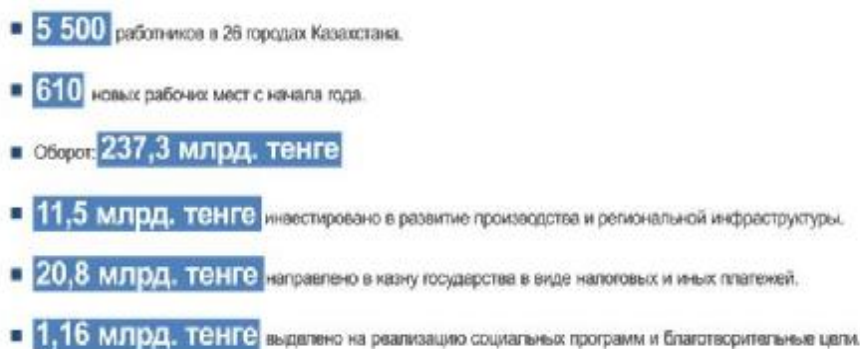 5 500 работников в 26 городах Казахстана.
610 новых рабочих мест с начала года.
Оборот: 237,3 млрд. тенге
11,5 млрд. тенге инвестировано в развитие производства и региональной инфраструктуры.
20,8 млрд. тенге направлено в казну государства в виде налоговых и иных платежей.
1,16 млрд. тенге выделено на реализацию социальных программ и благотворительные цели.